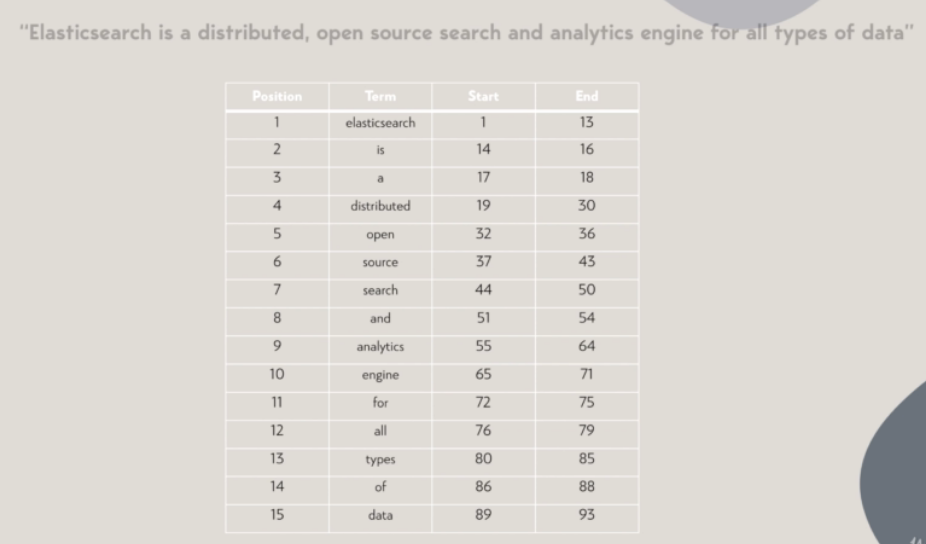 “Elasticsearch is a distributed, open source search and analytics engine for all types of data”
Position Term Start End
1 elasticsearch 1 13
2 is 14 16
3 a 17 18
4 distributed 19 30
5 open 32 36
6 source 37 43
7 search 44 50
8 and 51 54
9 analytics 55 64
10 engine 65 71
11 for 72 75
12 all 76 79
13 types 80 85
14 of 86 88
15 data 89 93